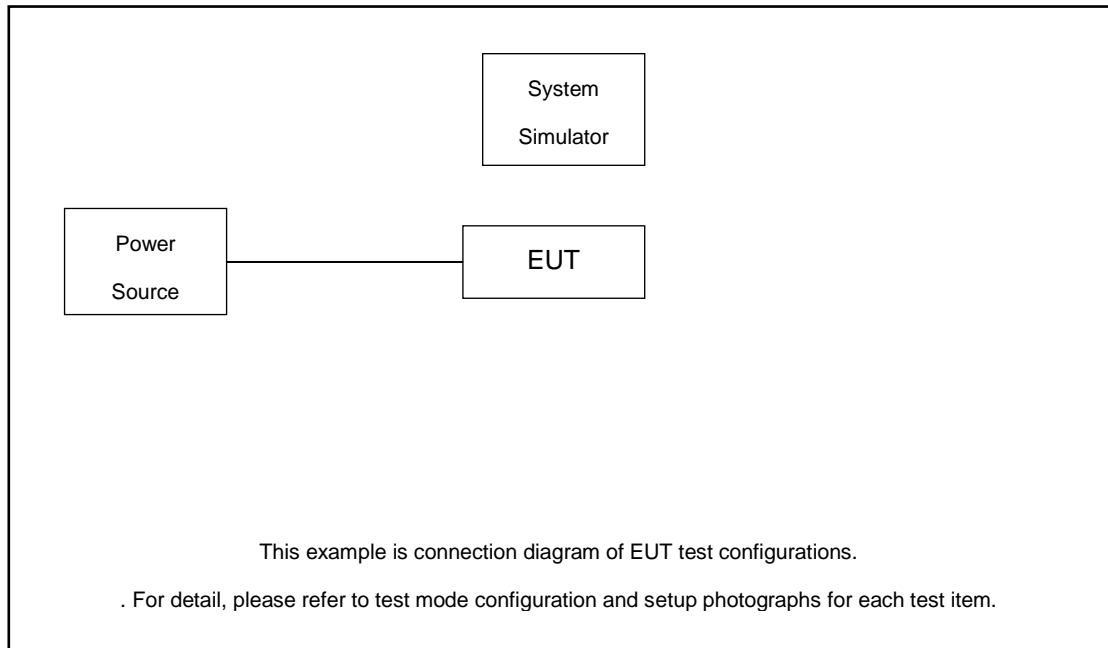 System
Simulator
Power
Source
EUT
This example is connection diagram of EUT test configurations.
. For detail, please refer to test mode configuration and setup photographs for each test item.